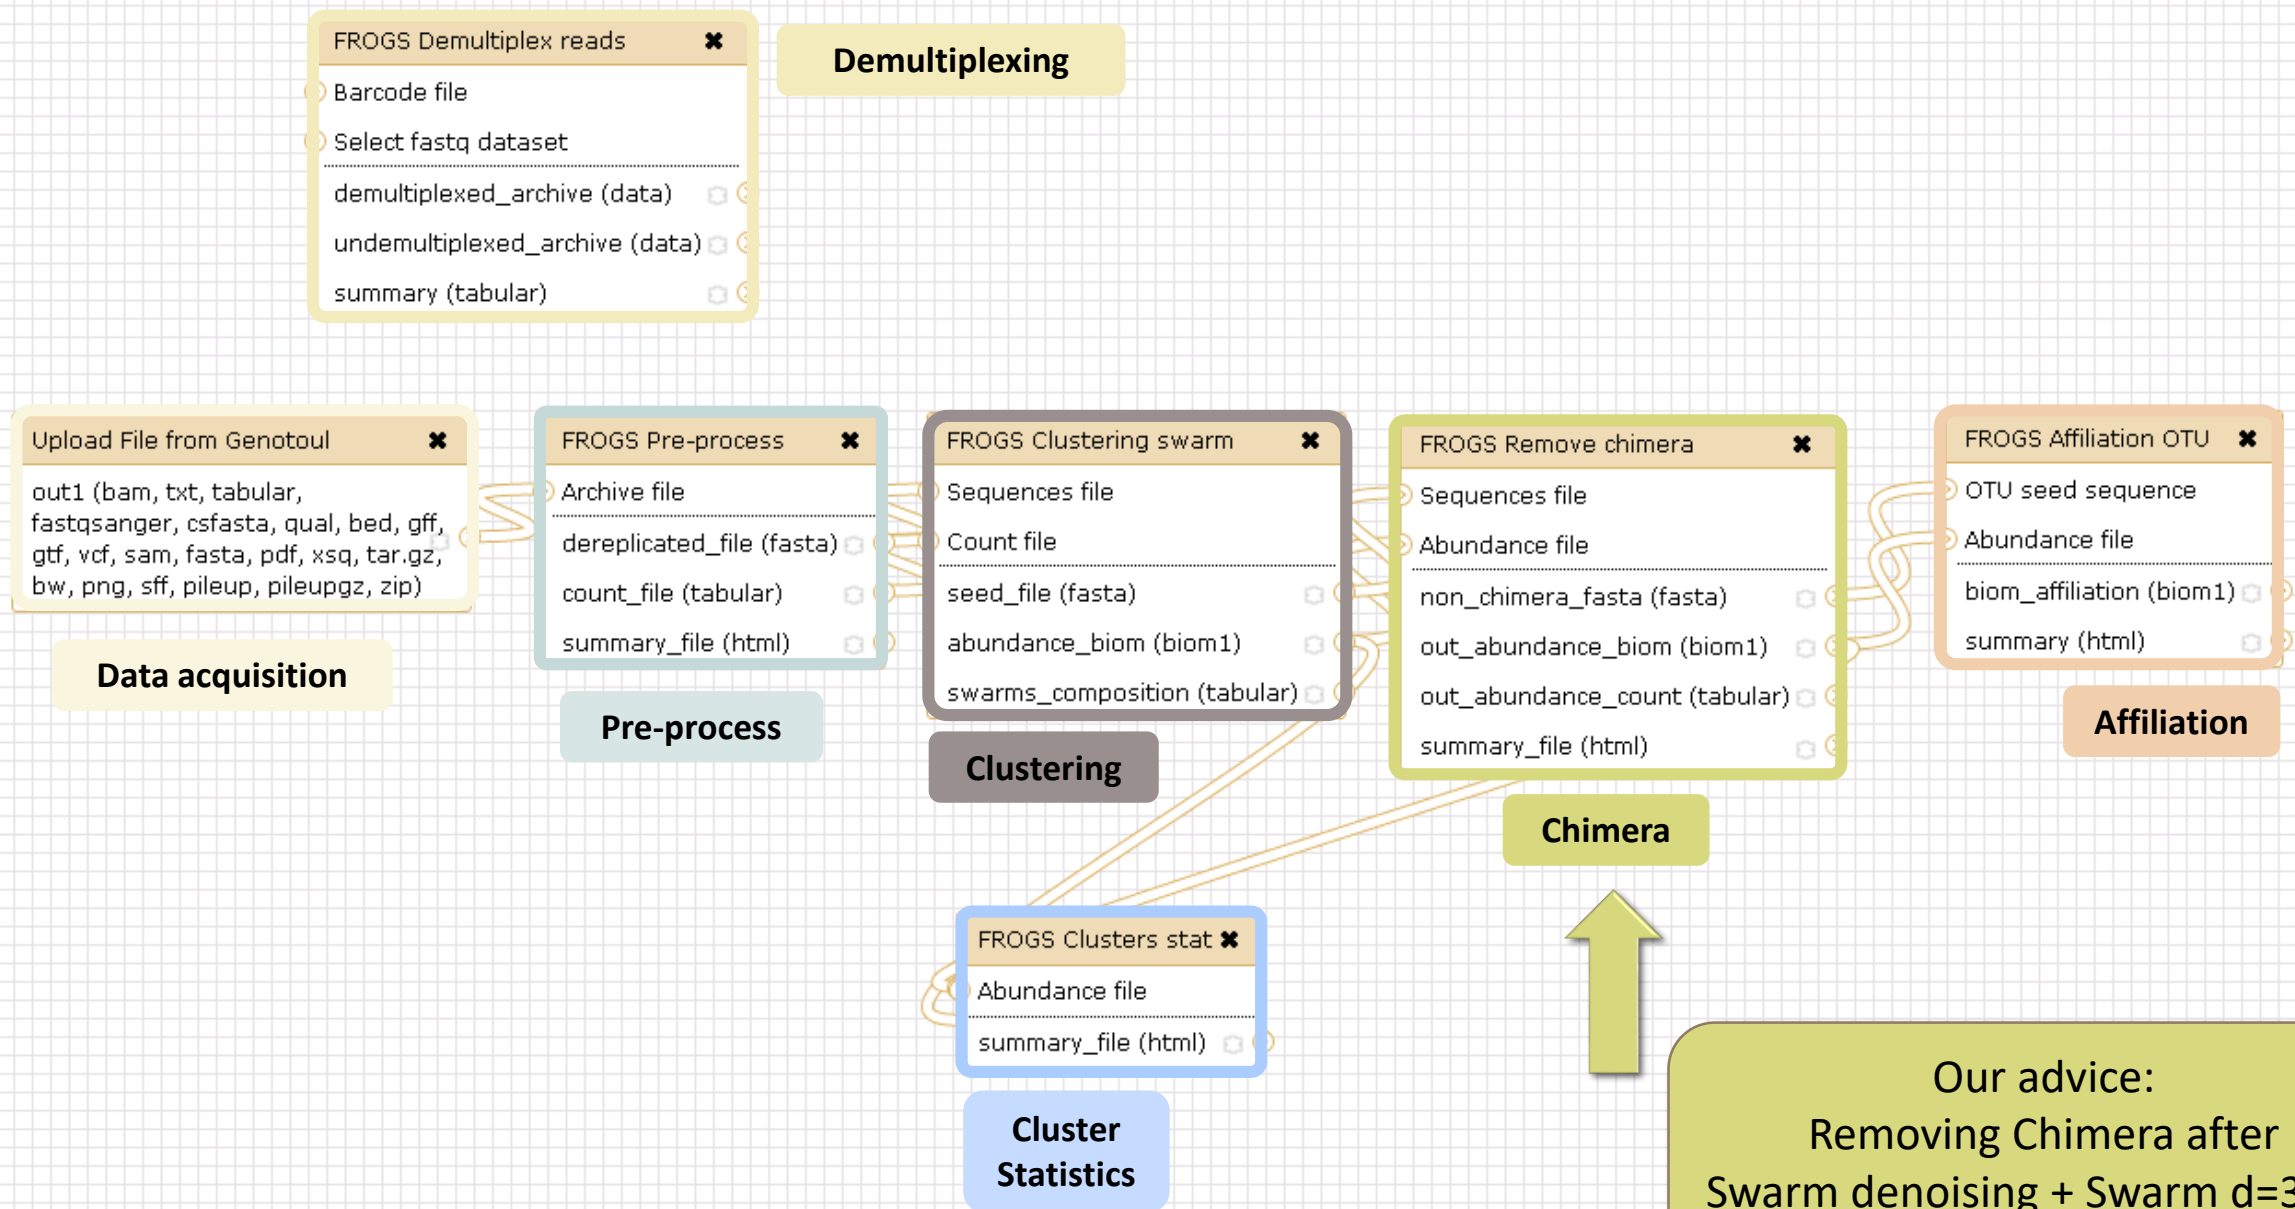 FROGS Demultiplex reads
Barcode file
Select fastq dataset
demultiplexed_archive (data)
undemultiplexed_archive (data)
summary (tabular)
Demultiplexing
Upload File from Genotoul
out1 (bam, txt, tabular,
fastqsanger, csfasta, qual, bed, gff,
gtf, vcf, sam, fasta, pdf, xsq, tar.gz,
bw, png, sff, pileup, pileupgz, zip)
Data acquisition
FROGS Pre-process
Archive file
dereplicated_file (fasta)
count_file (tabular)
summary_file (html)
Pre-process
FROGS Clustering swarm
Sequences file
Count file
seed_file (fasta)
abundance_biom (biom1)
swarms_composition (tabular)
Clustering
FROGS Remove chimera
Sequences file
Abundance file
non_chimera_fasta (fasta)
out_abundance_biom (biom1)
out_abundance_count (tabular)
summary_file (html)
Chimera
FROGS Affiliation OTU
OTU seed sequence
Abundance file
biom_affiliation (biom1)
summary (html)
Affiliation
FROGS Clusters stat
Abundance file
summary_file (html)
Cluster
Statistics
Our advice:
Removing Chimera after
Swarm denoising + Swarm d=3